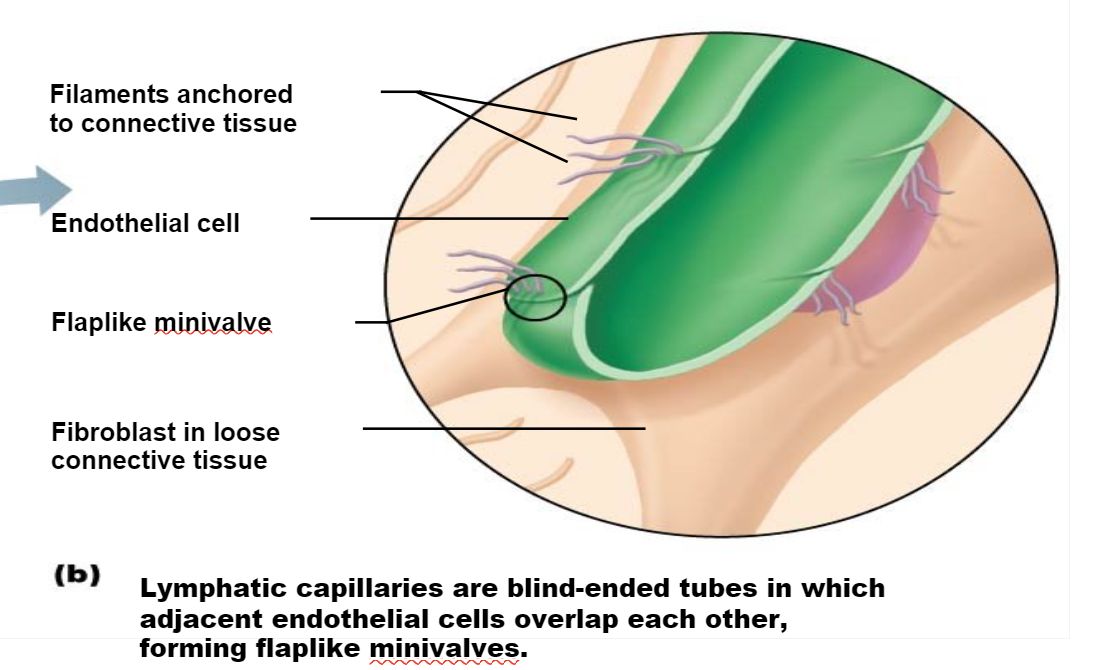 Filaments anchored
to connective tissue
Endothelial cell
Flaplike minivalve
Fibroblast in loose
connective tissue
(b)
Lymphatic capillaries are blind-ended tubes in which
adjacent endothelial cells overlap each other,
forming flaplike minivalves.